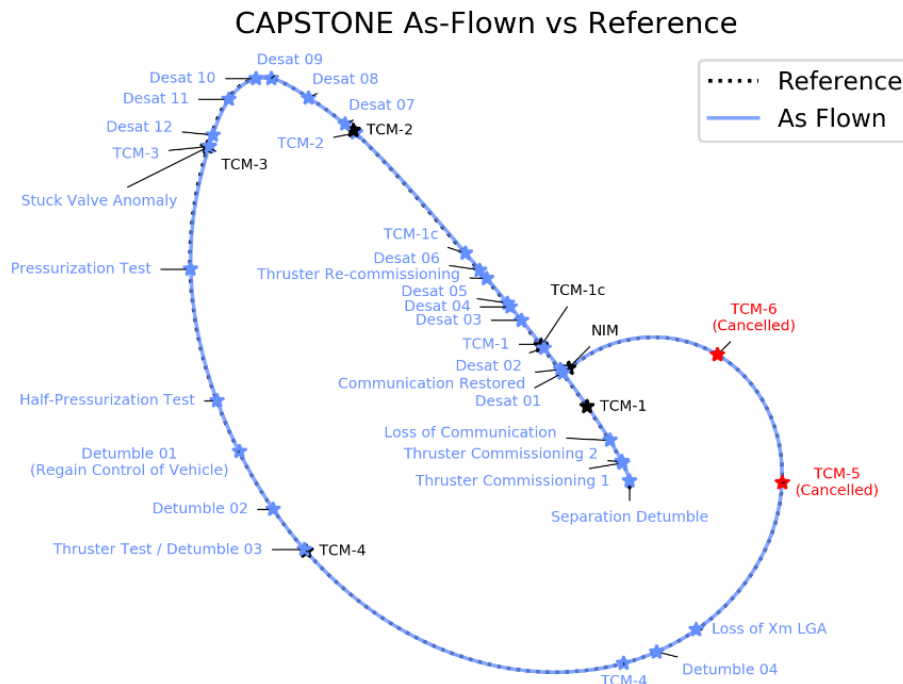 CAPSTONE As-Flown vs Reference
Reference
As Flown
Desat 09
Desat 10
Desat 08
Desat 11
Desat 07
Desat 12
TCM-2
TCM-2
TCM-3
TCM-3
Stuck Valve Anomaly
TCM-1c
Pressurization Test
Desat 06
Thruster Re-commissioning
Desat 05
TCM-1c
Desat 04
Desat 03
TCM-6
(Cancelled)
NIM
TCM-1
Desat 02
Communication Restored
Desat 01
Half-Pressurization Test
TCM-1
Loss of Communication
Detumble 01
(Regain Control of Vehicle)
Thruster Commissioning 2
TCM-5
(Cancelled)
Thruster Commissioning 1
Detumble 02
Separation Detumble
Thruster Test / Detumble 03
TCM-4
Loss of Xm LGA
Detumble 04
TCM-4